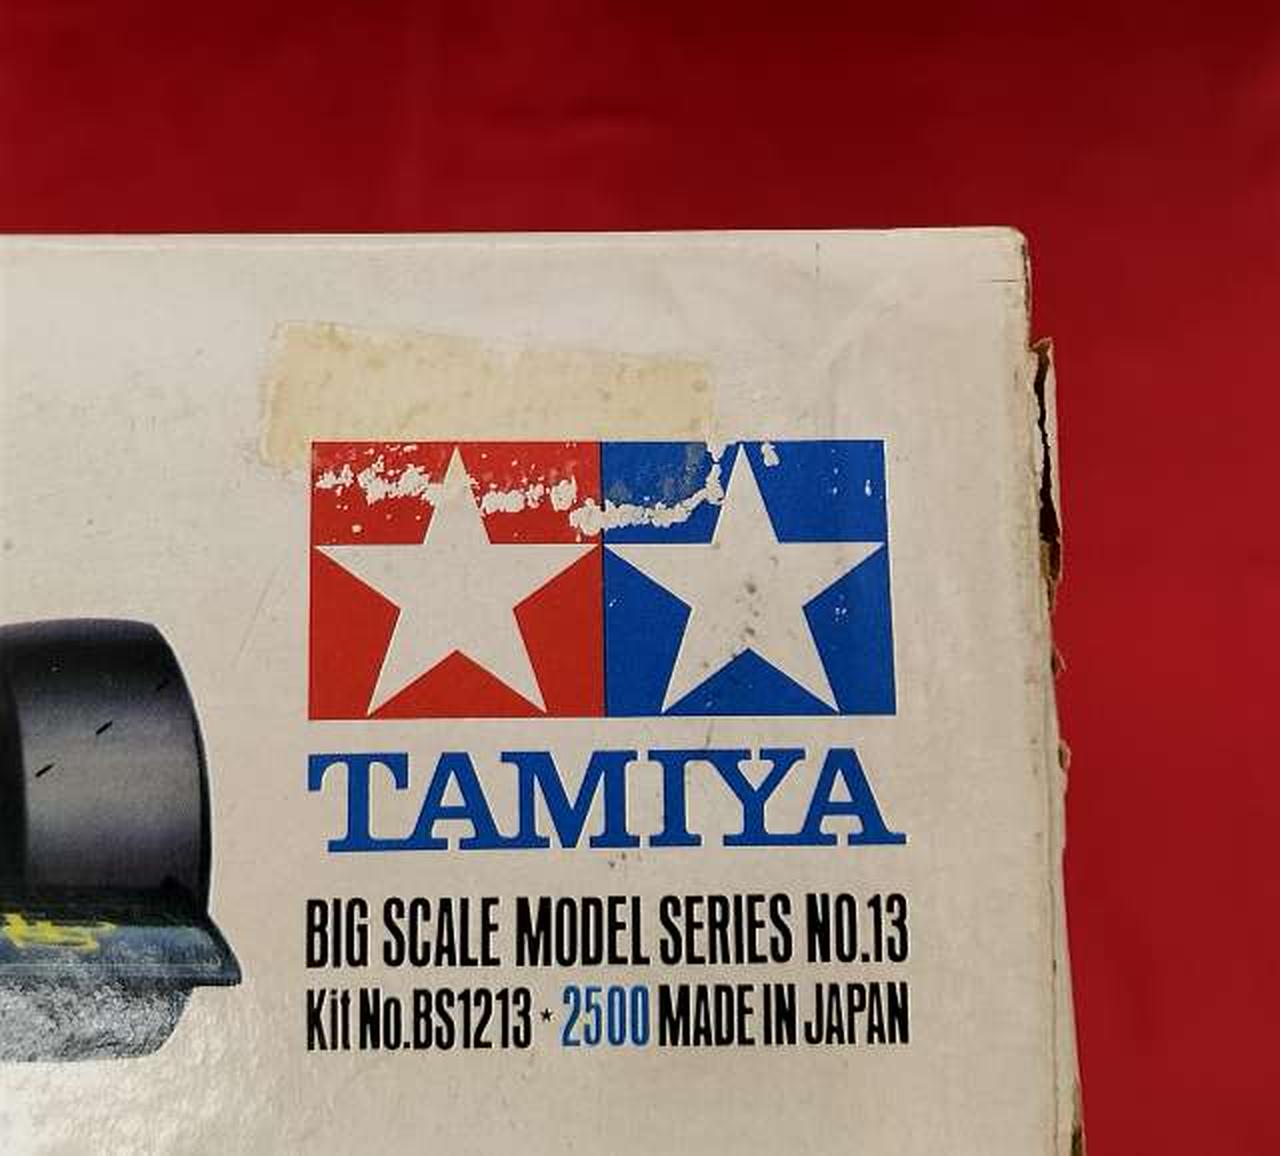 TAMIYA
BIG SCALE MODEL SERIES NO.13
Kit No.BS1213★2500 MADE IN JAPAN